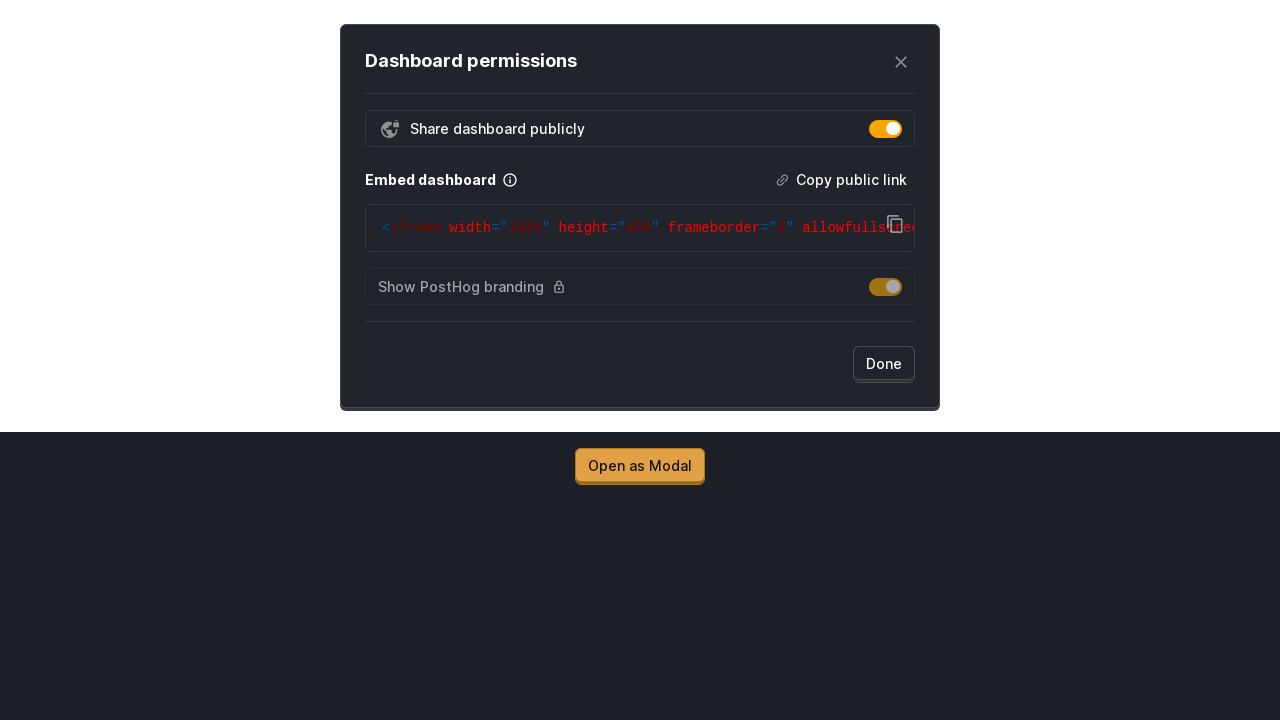 Dashboard permissions
Share dashboard publicly
Embed dashboard
Copy public link
<iframe width="100%" height="400" frameborder="0" allowfullscreen
Show PostHog branding
Done
Open as Modal